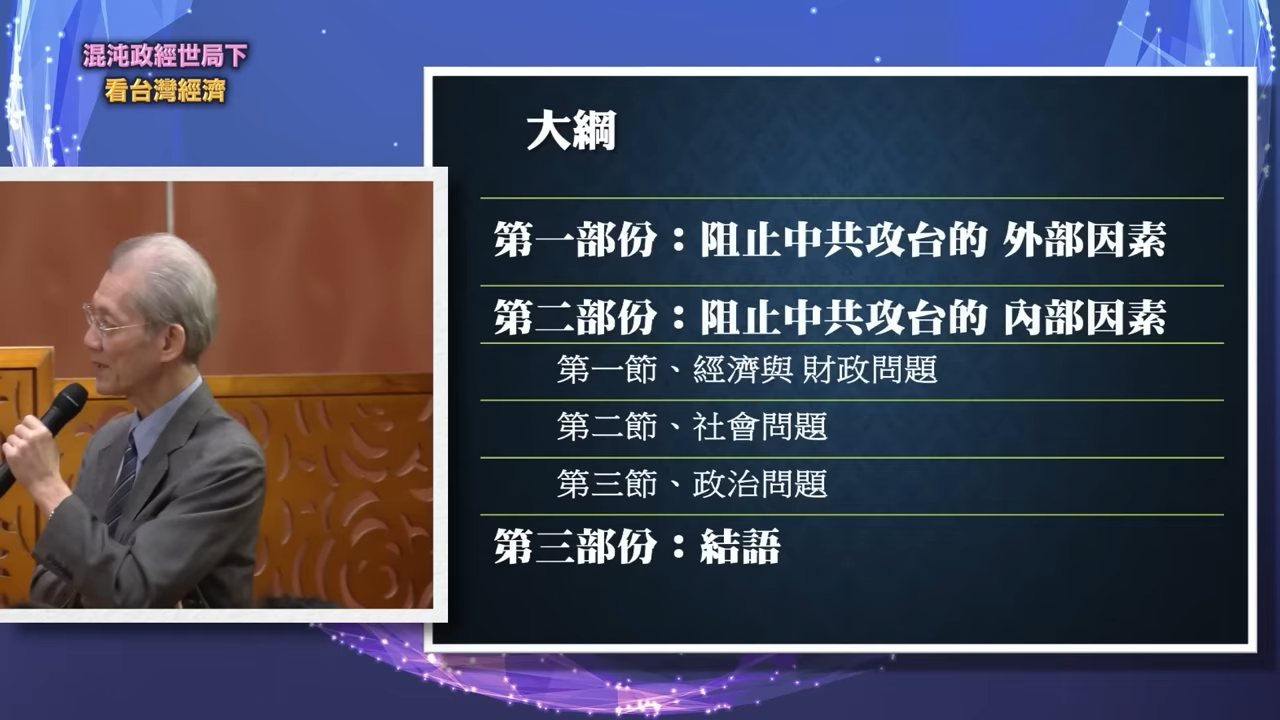 混沌政經世局下
看台灣經濟
大綱
第一部份：阻止中共攻台的 外部因素
第二部份：阻止中共攻台的 內部因素
第一節、經濟與 財政問題
第二節、社會問題
第三節、政治問題
第三部份：結語